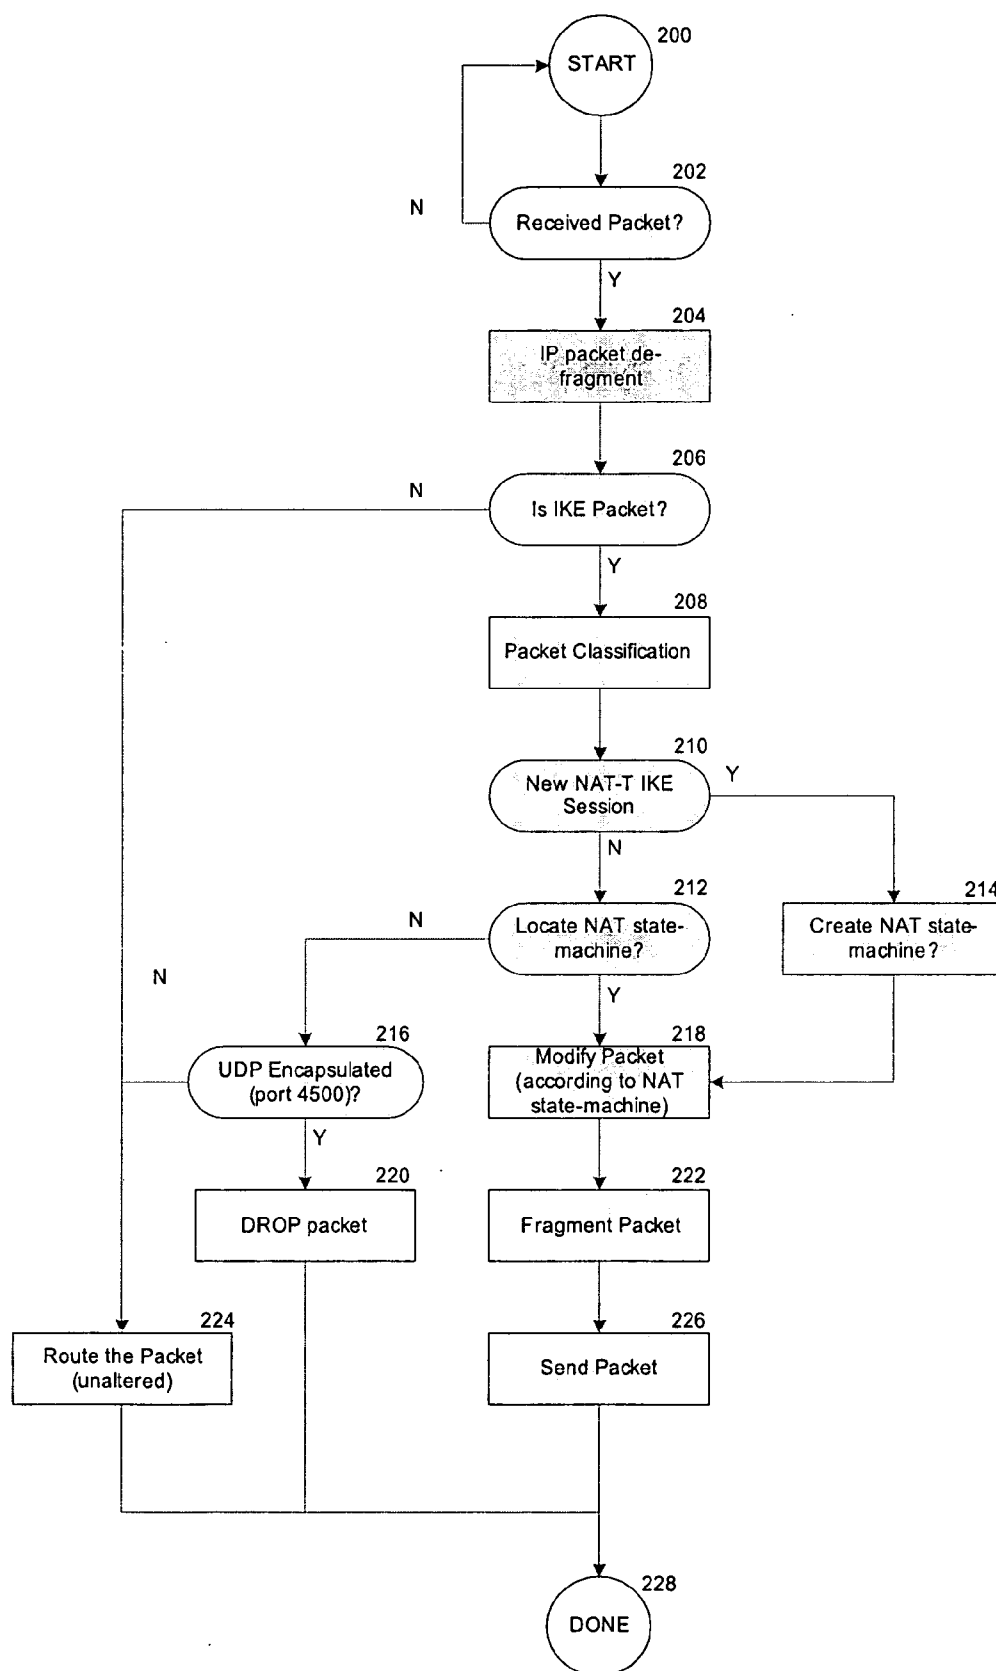 200
START
202
N
Received Packet?
Y
204
IP packet de-
fragment
206
N
Is IKE Packet?
Y
208
Packet Classification
210
Y
New NAT-T IKE
Session
N
212
214
N
Locate NAT state-
machine?
Create NAT state-
machine?
N
Y
216
218
UDP Encapsulated
(port 4500)?
Modify Packet
(according to NAT
state-machine)
Y
220
222
DROP packet
Fragment Packet
224
226
Route the Packet
(unaltered)
Send Packet
228
DONE